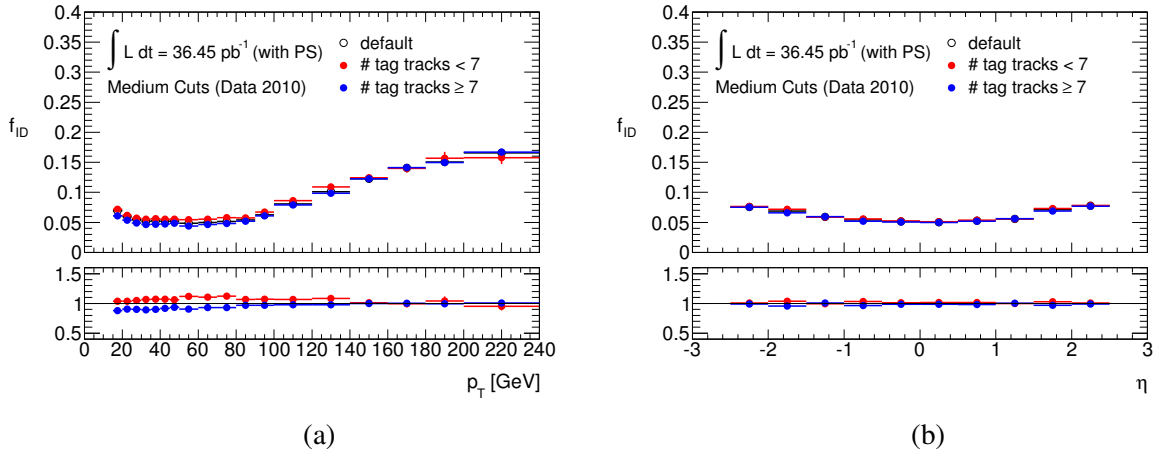 0.4
0.35
0.3
0.25
0.2
0.15
0.1
0.05
0
f_ID
∫ L dt = 36.45 pb⁻¹ (with PS)
Medium Cuts (Data 2010)
default
# tag tracks < 7
# tag tracks ≥ 7
1.5
1
0.5
0 20 40 60 80 100 120 140 160 180 200 220 240
p_T [GeV]
(a)
0.4
0.35
0.3
0.25
0.2
0.15
0.1
0.05
0
f_ID
∫ L dt = 36.45 pb⁻¹ (with PS)
Medium Cuts (Data 2010)
default
# tag tracks < 7
# tag tracks ≥ 7
1.5
1
0.5
-3 -2 -1 0 1 2 3
η
(b)